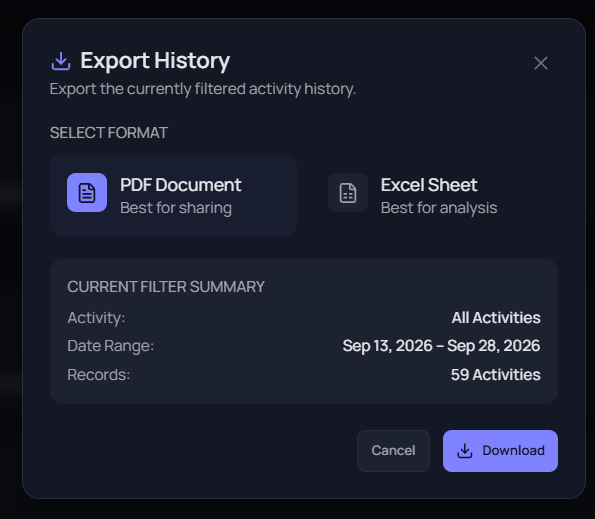 Export History
Export the currently filtered activity history.
SELECT FORMAT
PDF Document
Best for sharing
Excel Sheet
Best for analysis
CURRENT FILTER SUMMARY
Activity: All Activities
Date Range: Sep 13, 2026 – Sep 28, 2026
Records: 59 Activities
Cancel
Download